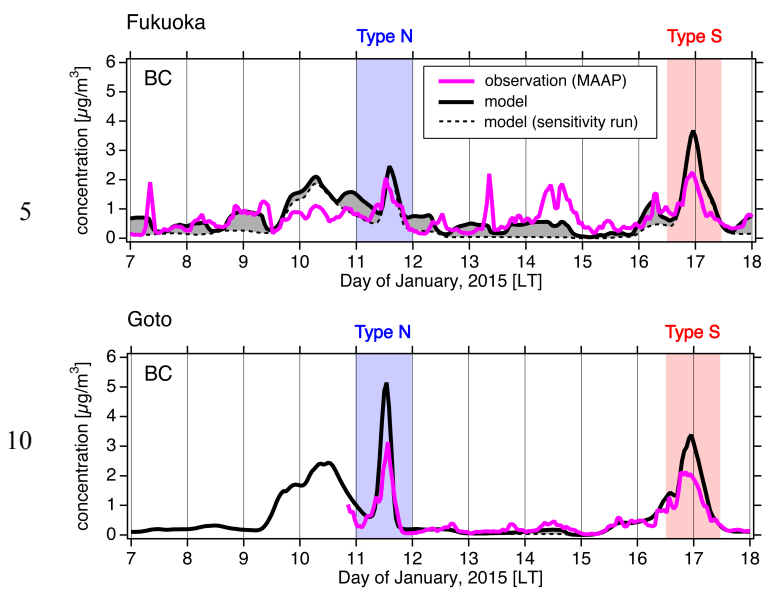 Fukuoka
Type N
Type S
6
5
4
3
2
1
0
concentration [µg/m³]
BC
observation (MAAP)
model
model (sensitivity run)
5
7 8 9 10 11 12 13 14 15 16 17 18
Day of January, 2015 [LT]
Goto
Type N
Type S
6
5
4
3
2
1
0
concentration [µg/m³]
BC
10
7 8 9 10 11 12 13 14 15 16 17 18
Day of January, 2015 [LT]